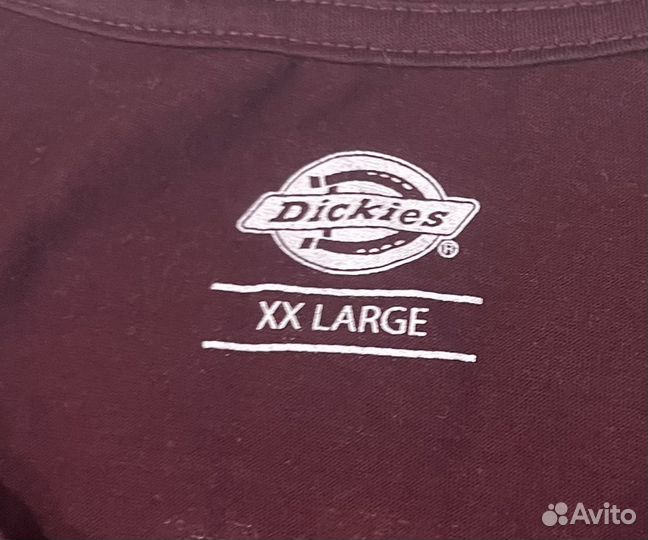 Dickies
®
XX LARGE
Avito